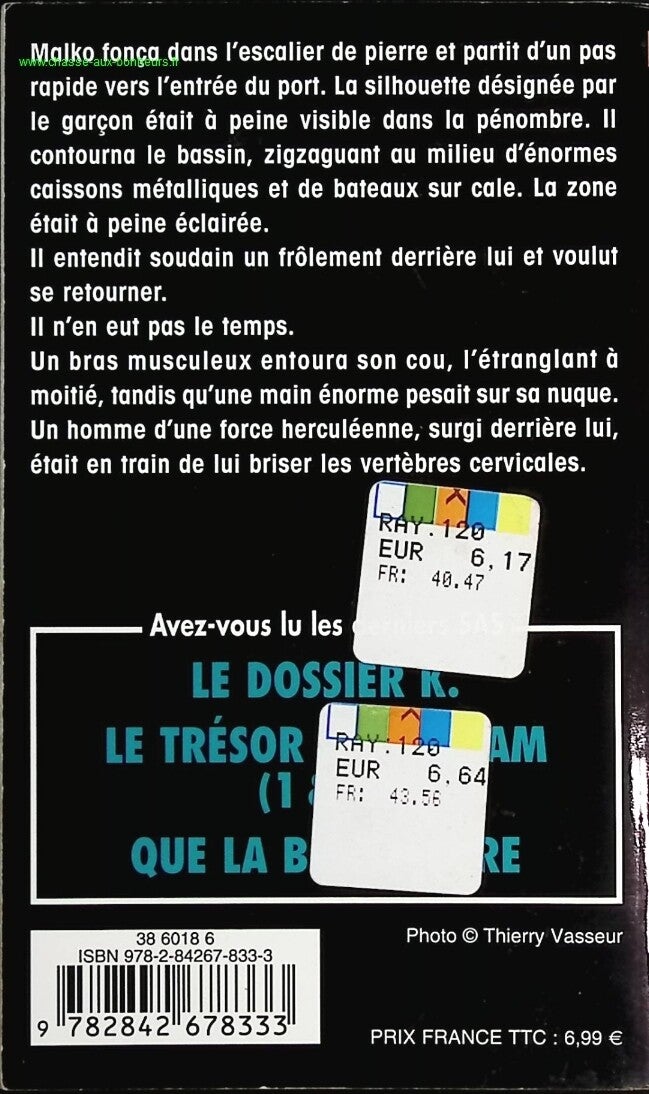 Malko fonça dans l'escalier de pierre et partit d'un pas
www.chasse-aux-bonheurs.fr
rapide vers l'entrée du port. La silhouette désignée par
le garçon était à peine visible dans la pénombre. Il
contourna le bassin, zigzaguant au milieu d'énormes
caissons métalliques et de bateaux sur cale. La zone
était à peine éclairée.
Il entendit soudain un frôlement derrière lui et voulut
se retourner.
Il n'en eut pas le temps.
Un bras musculeux entoura son cou, l'étranglant à
moitié, tandis qu'une main énorme pesait sur sa nuque.
Un homme d'une force herculéenne, surgi derrière lui,
était en train de lui briser les vertèbres cervicales.
RAY:120
EUR 6,17
FR: 40.47
Avez-vous lu les derniers SAS
LE DOSSIER K.
LE TRÉSOR AM
(1
RAY:120
EUR 6,64
FR: 43.56
QUE LA B RE
38 6018 6
ISBN 978-2-84267-833-3
9 782842 678333
Photo © Thierry Vasseur
PRIX FRANCE TTC : 6,99 €